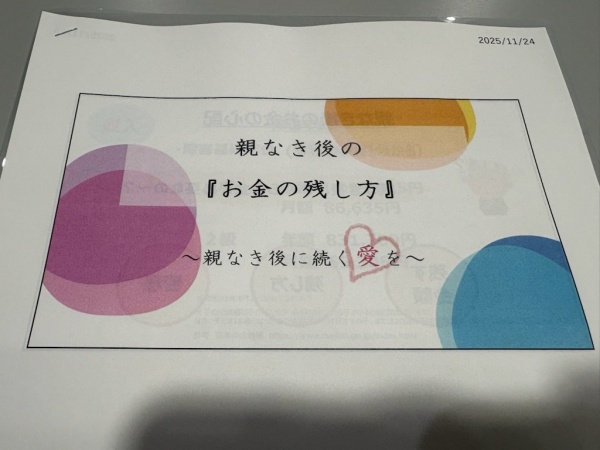 2025/11/24
親なき後の
『お金の残し方』
～親なき後に続く愛を～